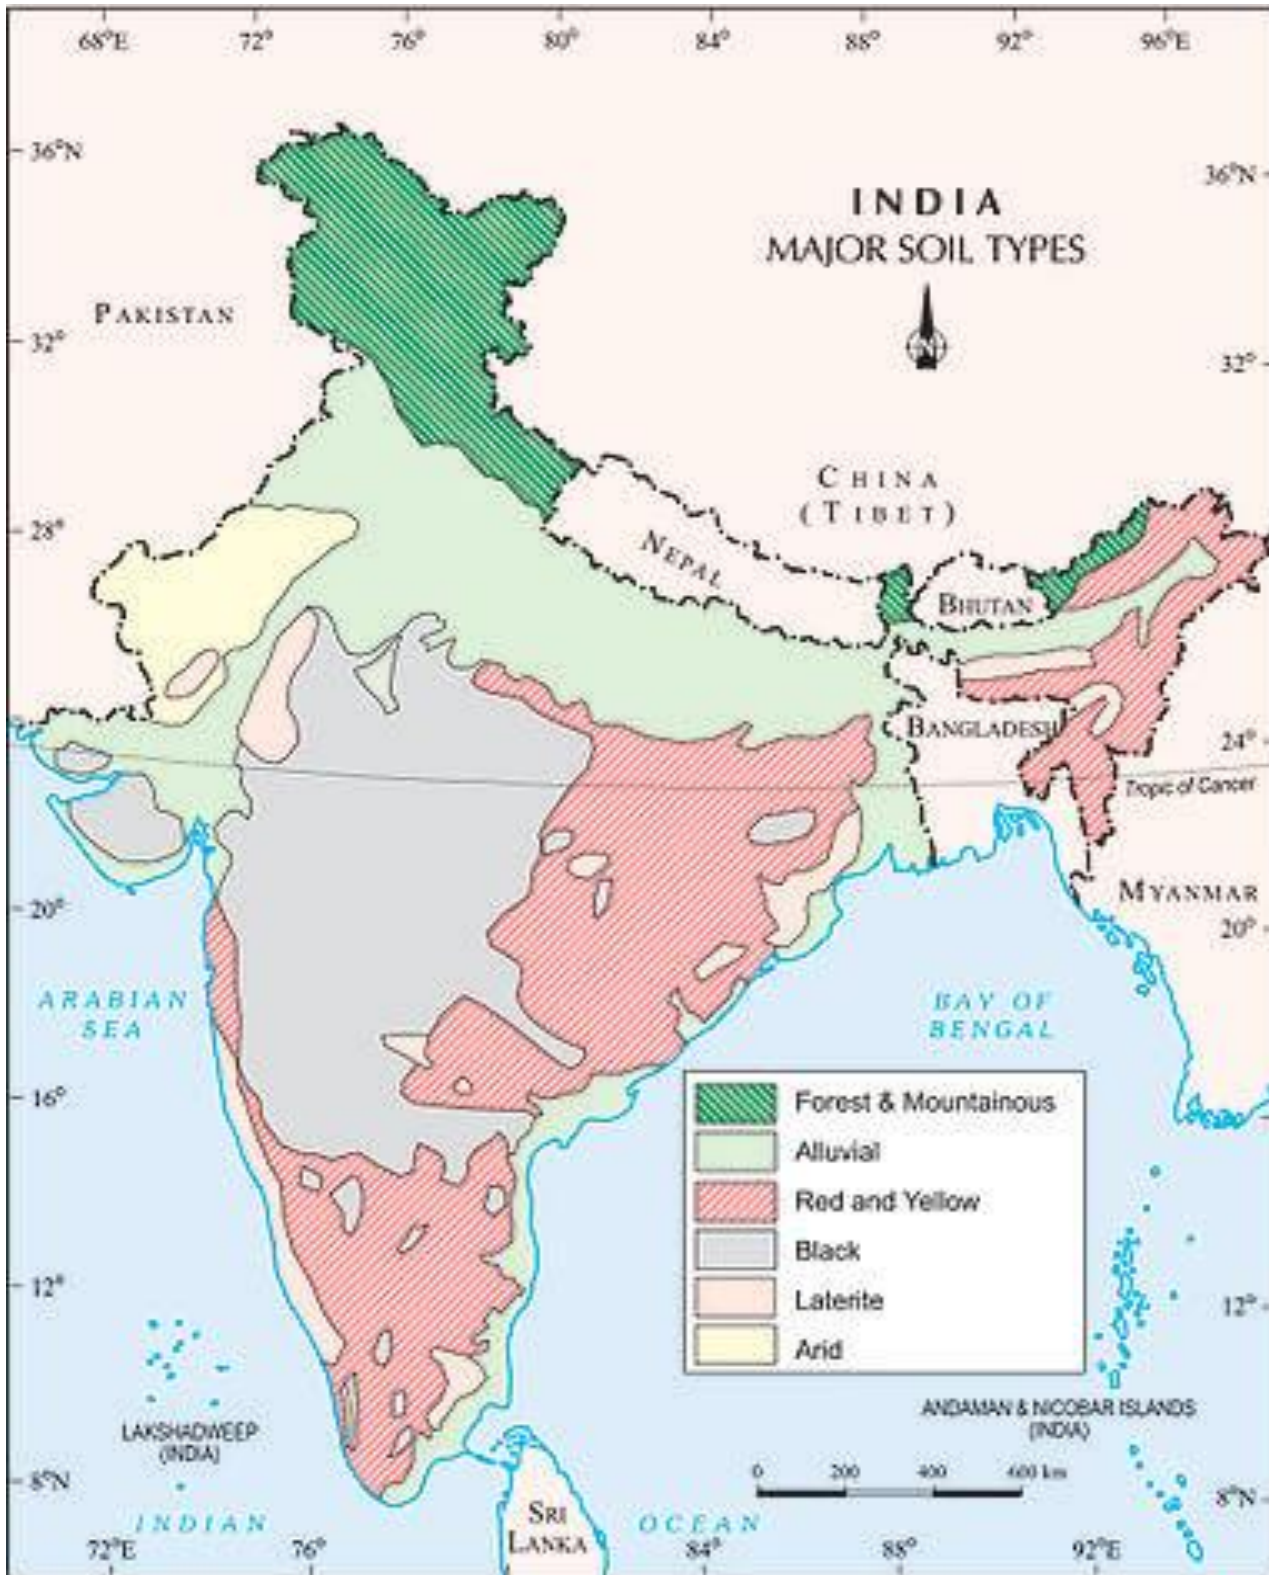 68°E 72° 76° 80° 84° 88° 92° 96°E
36°N
36°N
INDIA
MAJOR SOIL TYPES
N
PAKISTAN
32°
32°
CHINA
(TIBET)
28°
NEPAL
BHUTAN
BANGLADESH
24°
Tropic of Cancer
MYANMAR
20°
20°
ARABIAN
SEA
BAY OF
BENGAL
16°
Forest & Mountainous
Alluvial
Red and Yellow
Black
Laterite
Arid
12°
12°
LAKSHADWEEP
(INDIA)
ANDAMAN & NICOBAR ISLANDS
(INDIA)
0 200 400 600 km
8°N
8°N
SRI
LANKA
INDIAN OCEAN
72°E 76° 84° 88° 92°E